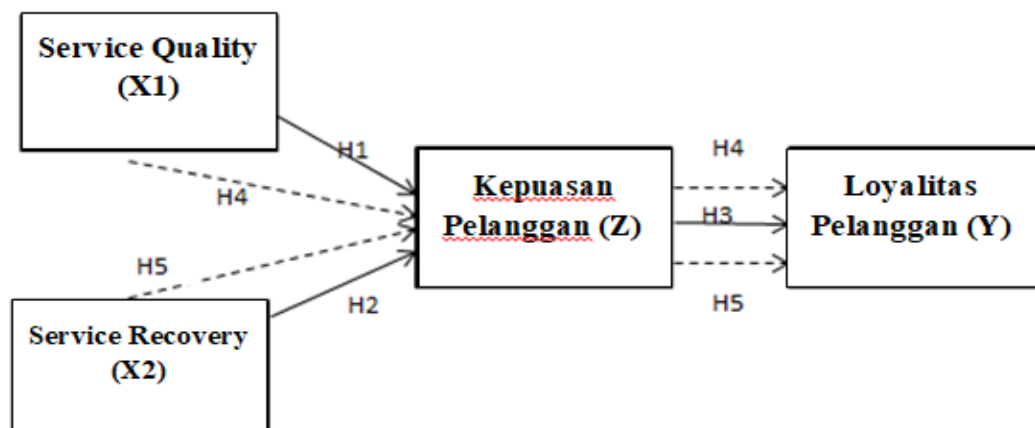 Service Quality
(X1)
H1
H4
H5
H2
Service Recovery
(X2)
Kepuasan
Pelanggan (Z)
H4
H3
H5
Loyalitas
Pelanggan (Y)